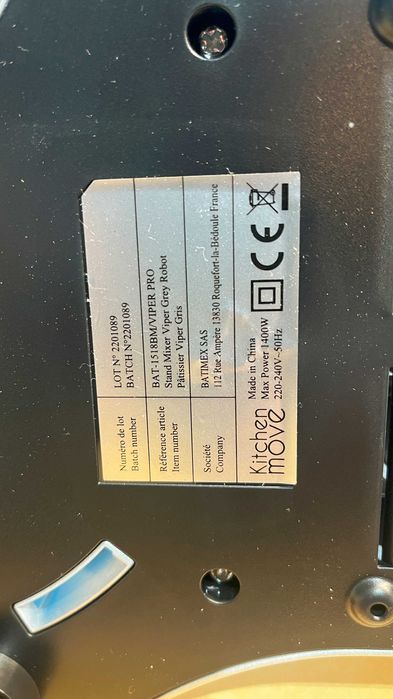 Numéro de lot LOT N° 2201089
Batch number BATCH N°2201089
Référence article BAT-1518BM/VIPER PRO
Item number Stand Mixer Viper Grey Robot
Pâtissier Viper Gris
Société BATIMEX SAS
Company 112 Rue Ampère 13830 Roquefort-la-Bédoule France
Kitchen move
Made in China
Max Power 1400W
220-240V~50Hz
CE